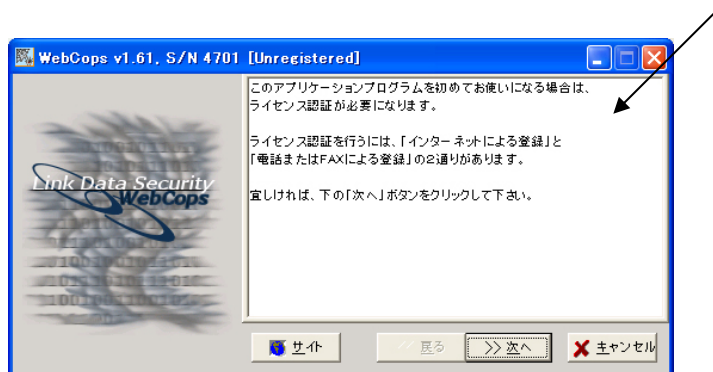 WebCops v1.61, S/N 4701 [Unregistered]
このアプリケーションプログラムを初めてお使いになる場合は、
ライセンス認証が必要になります。
ライセンス認証を行うには、「インターネットによる登録」と
「電話またはFAXによる登録」の2通りがあります。
宜しければ、下の「次へ」ボタンをクリックして下さい。
Link Data Security
WebCops
サイト
<< 戻る
>> 次へ
キャンセル